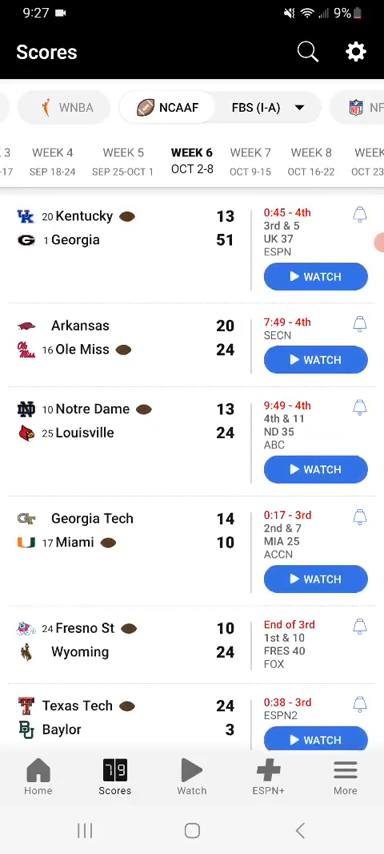 9:27
9%
Scores
WNBA
NCAAF
FBS (I-A)
NF
3
WEEK 4
WEEK 5
WEEK 6
WEEK 7
WEEK 8
WEEK
-17
SEP 18-24
SEP 25-OCT 1
OCT 2-8
OCT 9-15
OCT 16-22
OCT 23
20 Kentucky 13
1 Georgia 51
0:45 - 4th
3rd & 5
UK 37
ESPN
WATCH
Arkansas 20
16 Ole Miss 24
7:49 - 4th
SECN
WATCH
10 Notre Dame 13
25 Louisville 24
9:49 - 4th
4th & 11
ND 35
ABC
WATCH
Georgia Tech 14
17 Miami 10
0:17 - 3rd
2nd & 7
MIA 25
ACCN
WATCH
24 Fresno St 10
Wyoming 24
End of 3rd
1st & 10
FRES 40
FOX
Texas Tech 24
Baylor 3
0:38 - 3rd
ESPN2
WATCH
79
Home
Scores
Watch
ESPN+
More